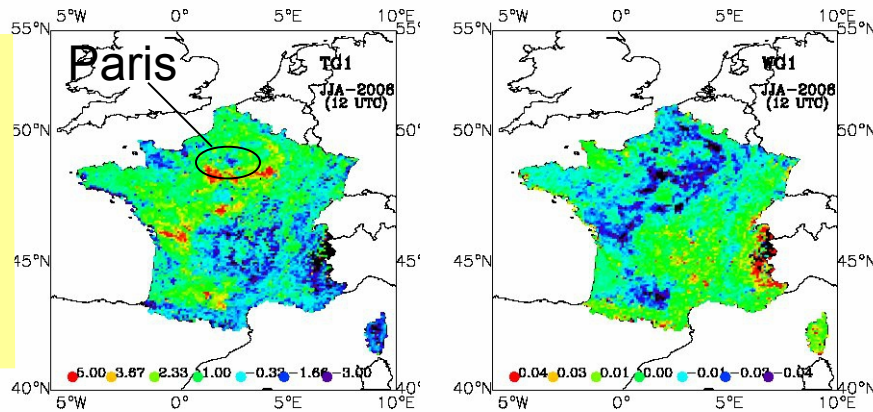 5°W 0°E 5°E 10°E
55°N
Paris
TG1
JJA-2006
(12 UTC)
50°N
45°N
5.00 3.67 2.33 1.00 -0.33 -1.66 -3.00
40°N
5°W 0°E 5°E 10°E
5°W 0°E 5°E 10°E
55°N
WG1
JJA-2006
(12 UTC)
50°N
45°N
0.04 0.03 0.01 0.00 -0.01 -0.03 -0.04
40°N
5°W 0°E 5°E 10°E